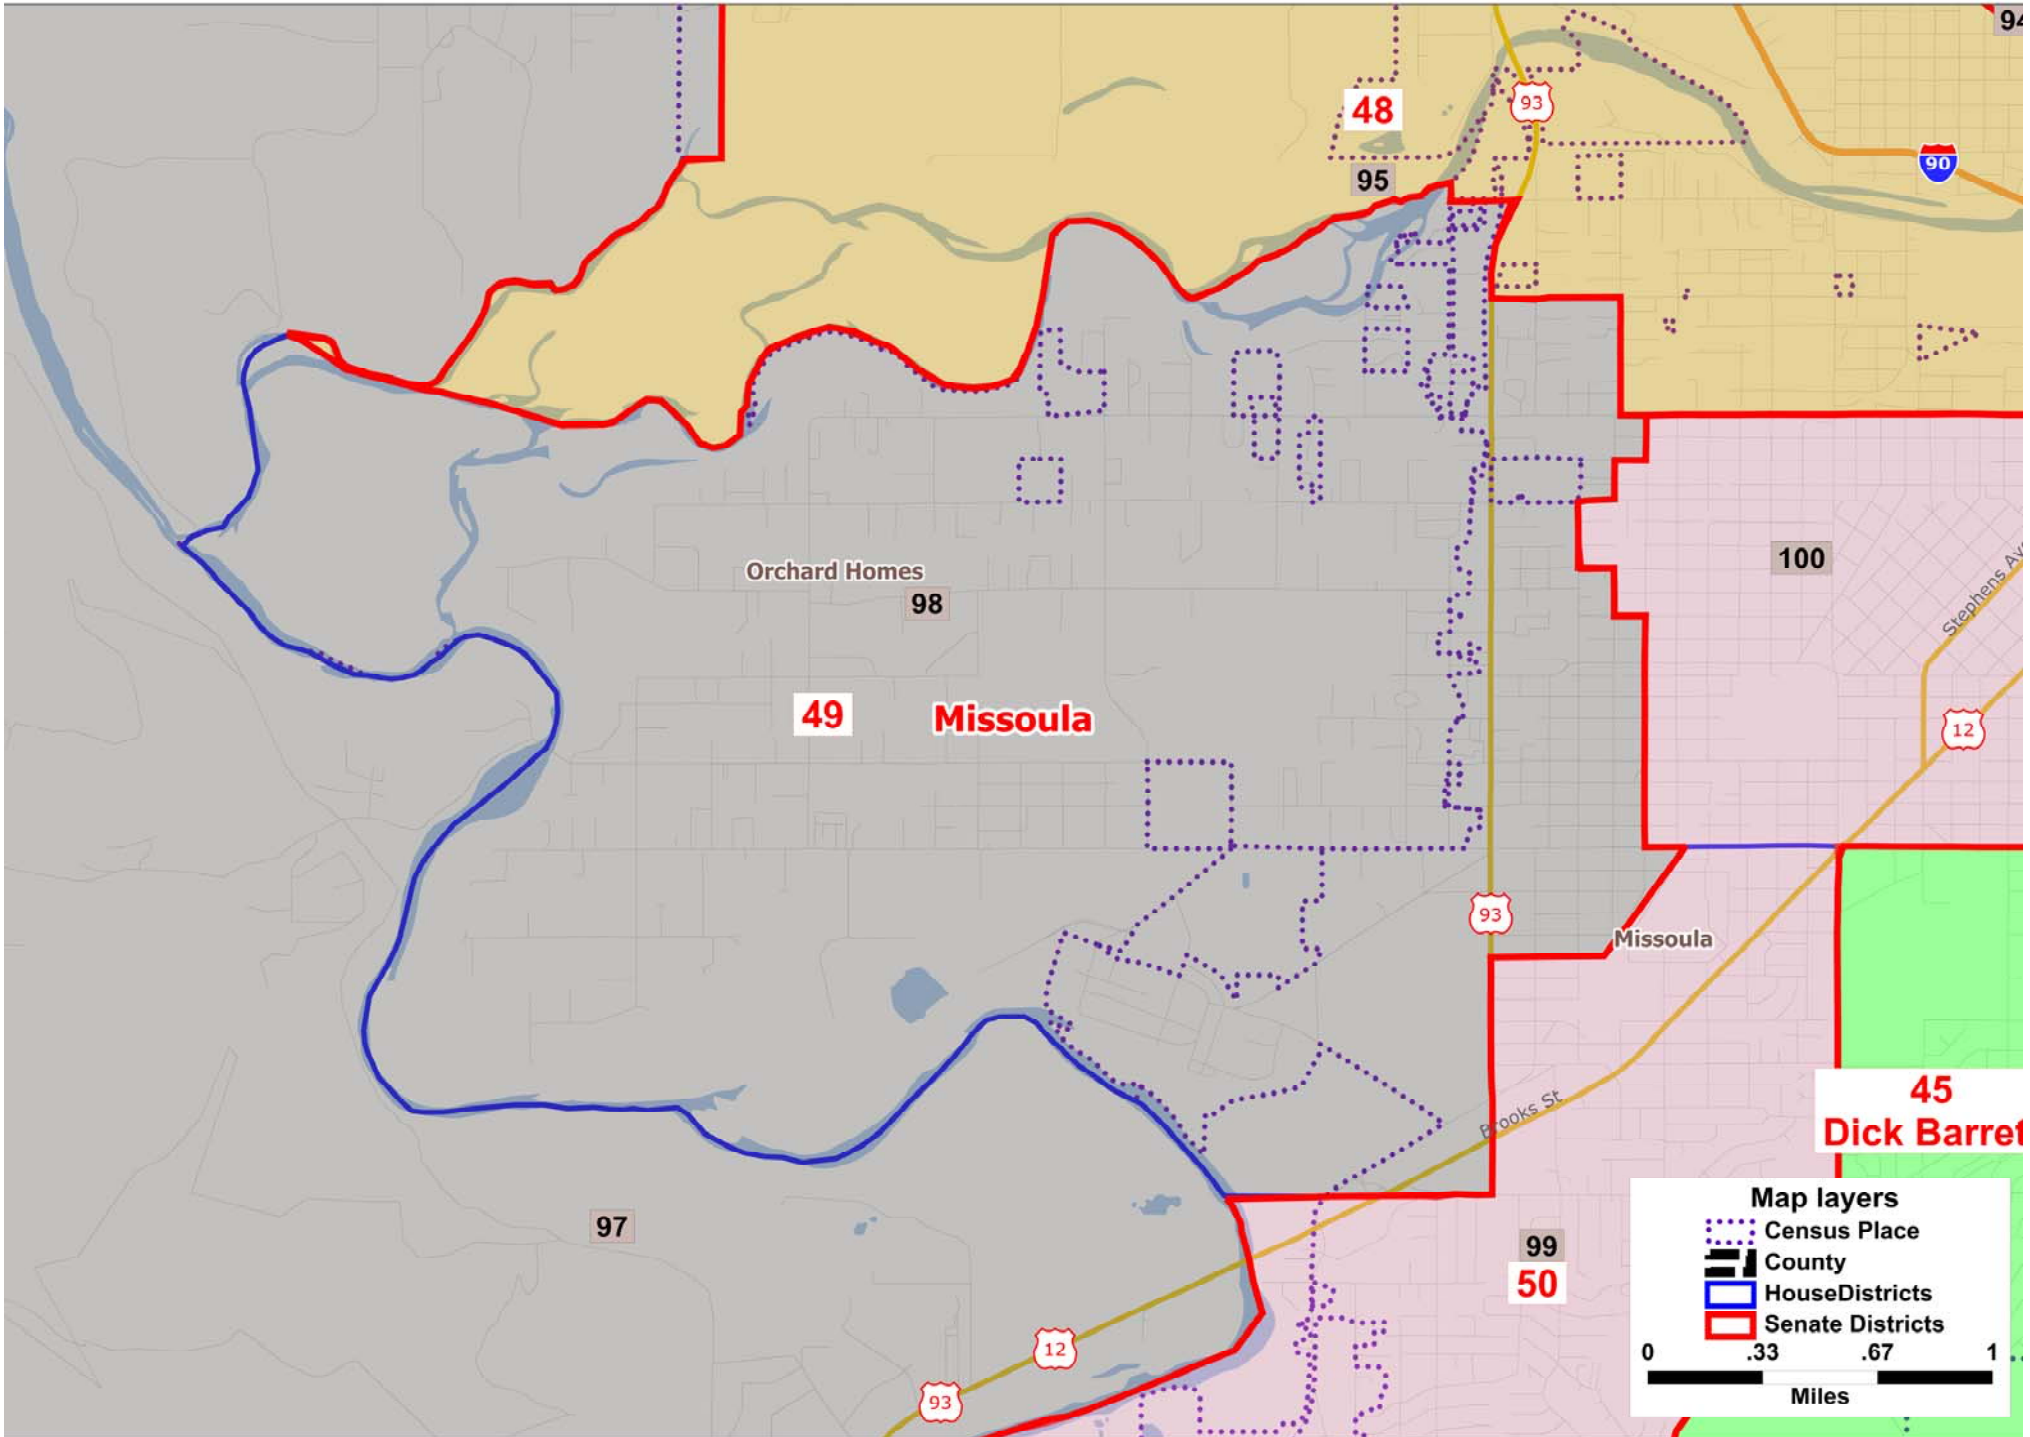 94
48
93
90
95
100
Orchard Homes
98
Stephens Av
49
Missoula
12
93
Missoula
45
Dick Barret
Brooks St
97
99
50
12
93
Map layers
Census Place
County
HouseDistricts
Senate Districts
0 .33 .67 1
Miles